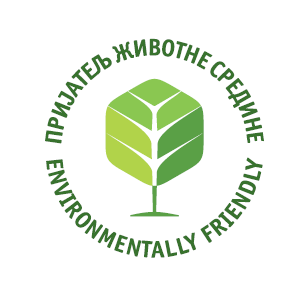 ПРИЈАТЕЉ ЖИВОТНЕ СРЕДИНЕ
ENVIRONMENTALLY FRIENDLY